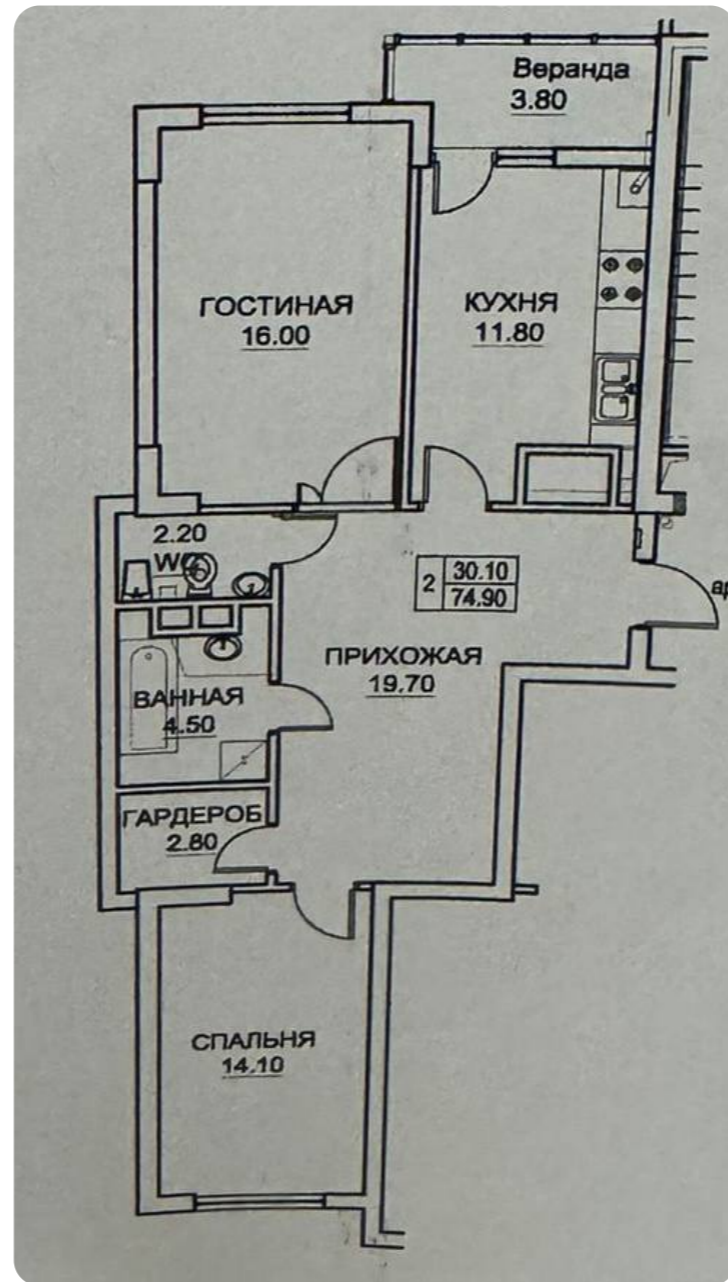 Веранда
3.80
ГОСТИНАЯ
16.00
КУХНЯ
11.80
2.20
WC
2
30.10
74.90
ПРИХОЖАЯ
19.70
ВАННАЯ
4.50
ГАРДЕРОБ
2.80
СПАЛЬНЯ
14.10